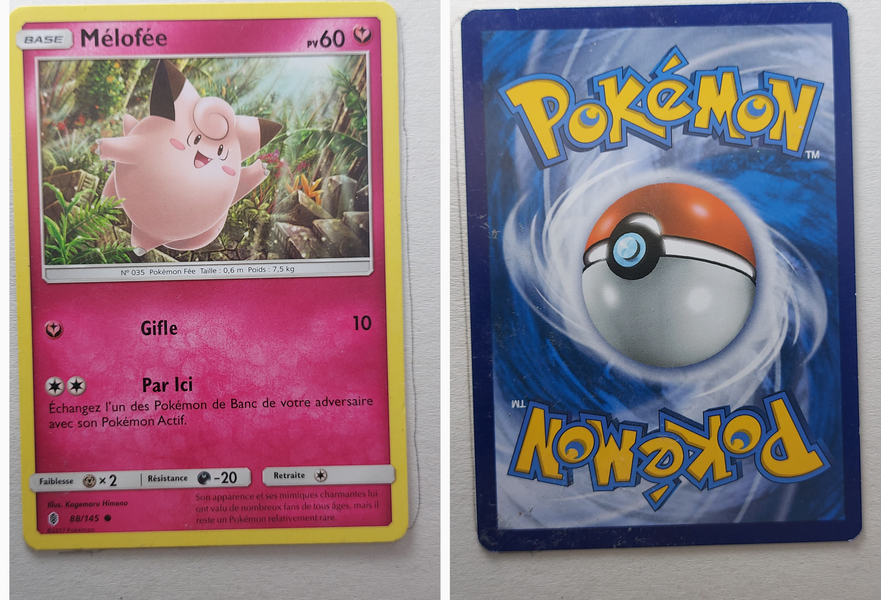 BASE Mélofée PV60
N° 035 Pokémon Fée Taille : 0,6 m Poids : 7,5 kg
Gifle 10
Par Ici
Échangez l'un des Pokémon de Banc de votre adversaire
avec son Pokémon Actif.
Faiblesse ×2 Résistance -20 Retraite
Illus. Kagemaru Himeno
88/145
©2017 Pokémon
Son apparence et ses mimiques charmantes lui
ont valu de nombreux fans de tous âges, mais il
reste un Pokémon relativement rare.
POKéMON
TM
TM
POKéMON